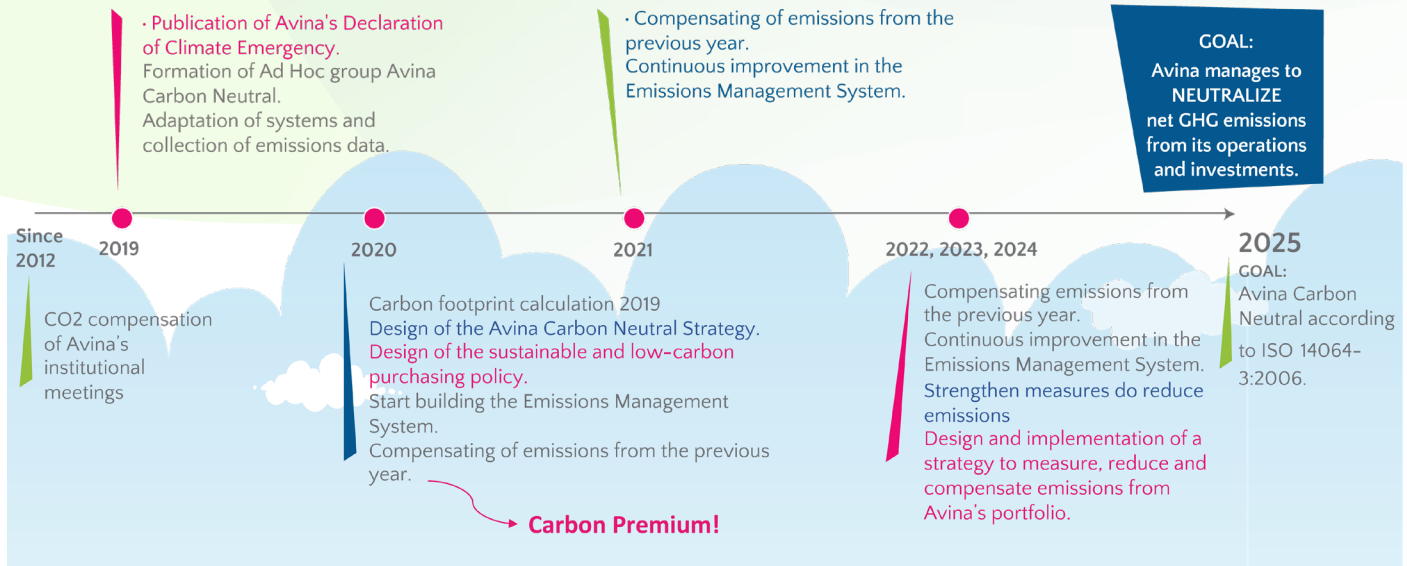 · Publication of Avina's Declaration
of Climate Emergency.
Formation of Ad Hoc group Avina
Carbon Neutral.
Adaptation of systems and
collection of emissions data.
· Compensating of emissions from the
previous year.
Continuous improvement in the
Emissions Management System.
GOAL:
Avina manages to
NEUTRALIZE
net GHG emissions
from its operations
and investments.
Since
2012
2019
2020
2021
2022, 2023, 2024
2025
CO2 compensation
of Avina's
institutional
meetings
Carbon footprint calculation 2019
Design of the Avina Carbon Neutral Strategy.
Design of the sustainable and low-carbon
purchasing policy.
Start building the Emissions Management
System.
Compensating of emissions from the previous
year.
Carbon Premium!
Compensating emissions from
the previous year.
Continuous improvement in the
Emissions Management System.
Strengthen measures do reduce
emissions
Design and implementation of a
strategy to measure, reduce and
compensate emissions from
Avina's portfolio.
GOAL:
Avina Carbon
Neutral according
to ISO 14064-
3:2006.